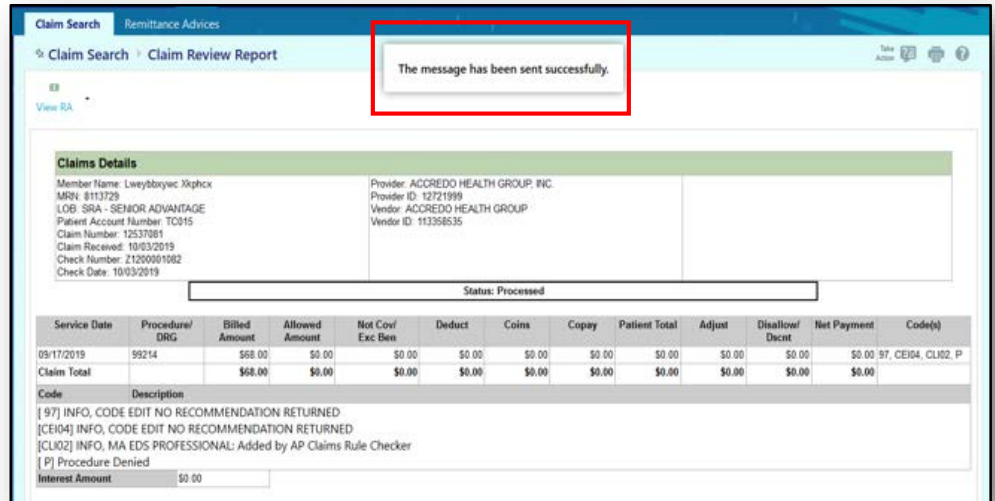 Claim Search Remittance Advices
Claim Search Claim Review Report
The message has been sent successfully.
Take Action
View RA
Claims Details
Member Name: Lweybbxywc Xkphcx
MRN: 8113729
LOB: SRA - SENIOR ADVANTAGE
Patient Account Number: TC015
Claim Number: 12537081
Claim Received: 10/03/2019
Check Number: Z1200001082
Check Date: 10/03/2019
Provider: ACCREDO HEALTH GROUP, INC.
Provider ID: 12721999
Vendor: ACCREDO HEALTH GROUP
Vendor ID: 113358535
Status: Processed
Service Date Procedure/ DRG Billed Amount Allowed Amount Not Cov/ Exc Ben Deduct Coins Copay Patient Total Adjust Disallow/ Dscnt Net Payment Code(s)
09/17/2019 99214 $68.00 $0.00 $0.00 $0.00 $0.00 $0.00 $0.00 $0.00 $0.00 $0.00 97, CEI04, CLI02, P
Claim Total $68.00 $0.00 $0.00 $0.00 $0.00 $0.00 $0.00 $0.00 $0.00 $0.00
Code Description
[ 97] INFO, CODE EDIT NO RECOMMENDATION RETURNED
[CEI04] INFO, CODE EDIT NO RECOMMENDATION RETURNED
[CLI02] INFO, MA EDS PROFESSIONAL: Added by AP Claims Rule Checker
[ P] Procedure Denied
Interest Amount $0.00